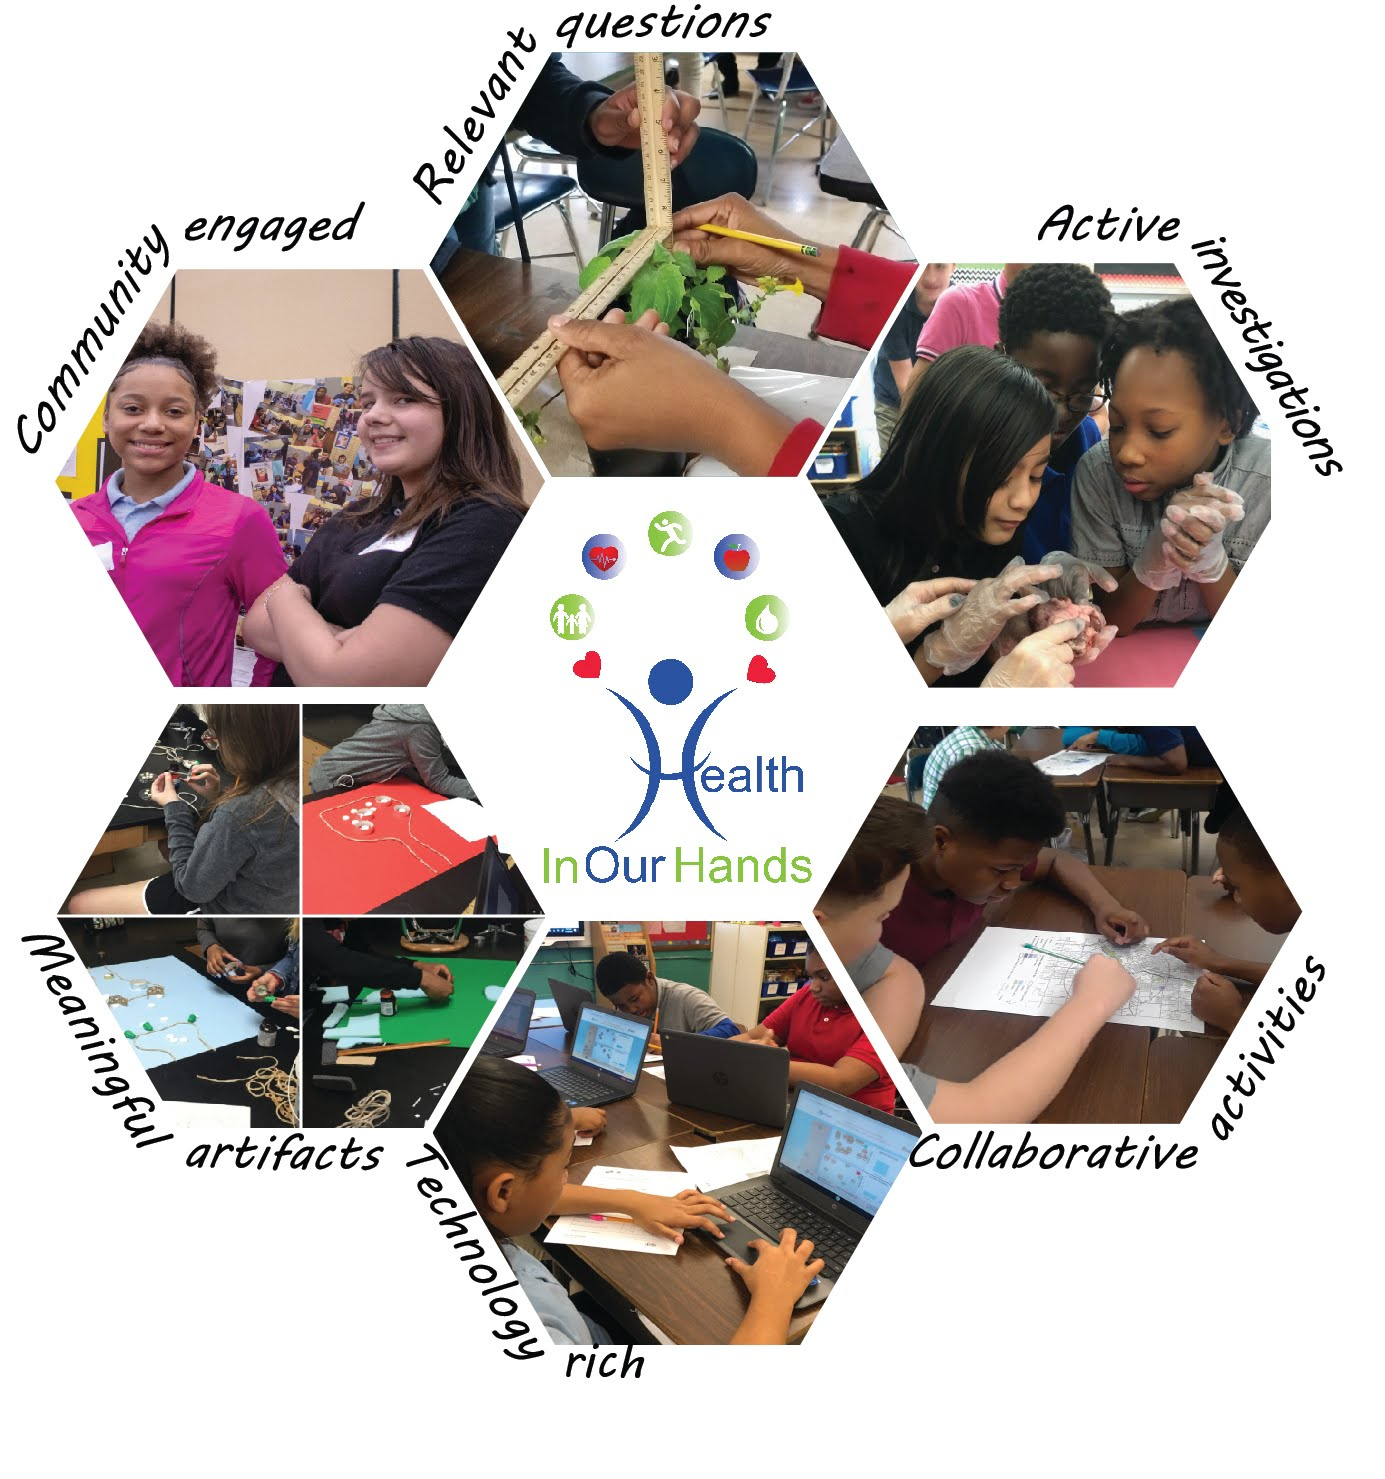 Relevant questions
Community engaged
Active investigations
Health
In Our Hands
Meaningful artifacts
Collaborative activities
Technology rich